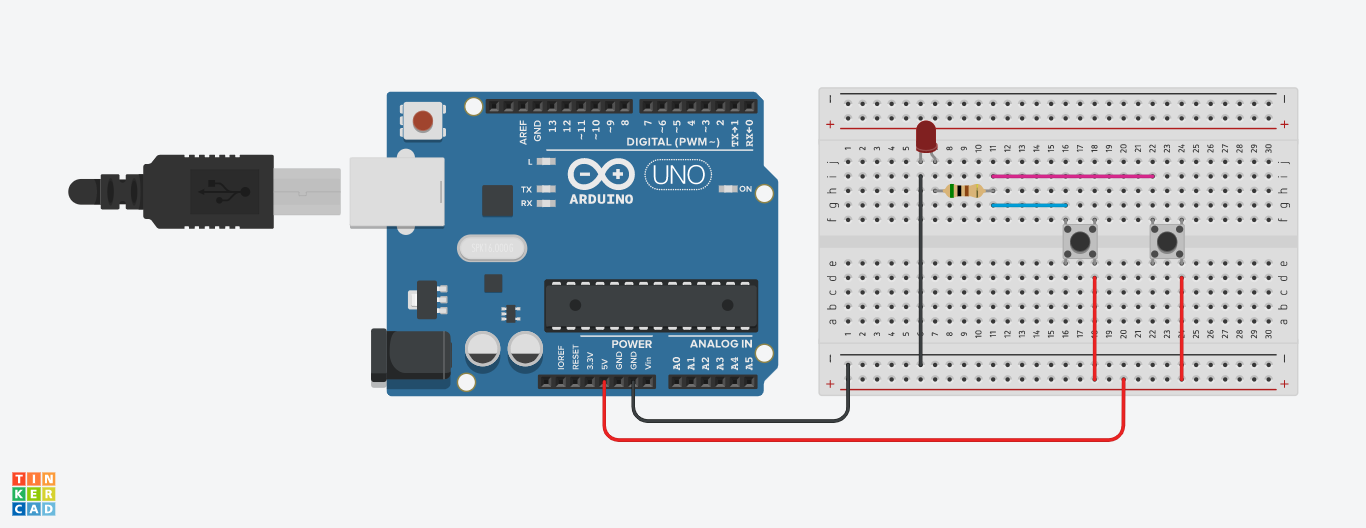 AREF
GND
13
12
~11
~10
~9
8
7
~6
~5
4
~3
2
TX→1
RX←0
DIGITAL (PWM~)
L
TX
RX
UNO
ON
ARDUINO
POWER
ANALOG IN
IOREF
RESET
3.3V
5V
GND
GND
Vin
A0
A1
A2
A3
A4
A5
− −
+ +
1 2 3 4 5 7 8 9 10 11 12 13 14 15 16 17 18 19 20 21 22 23 24 25 26 27 28 29 30
j j
i i
h h
g g
f f
e e
d d
c c
b b
a a
1 2 3 4 5 7 8 9 10 11 12 13 14 15 16 17 18 19 20 21 22 23 24 25 26 27 28 29 30
− −
+ +
TIN
KER
CAD